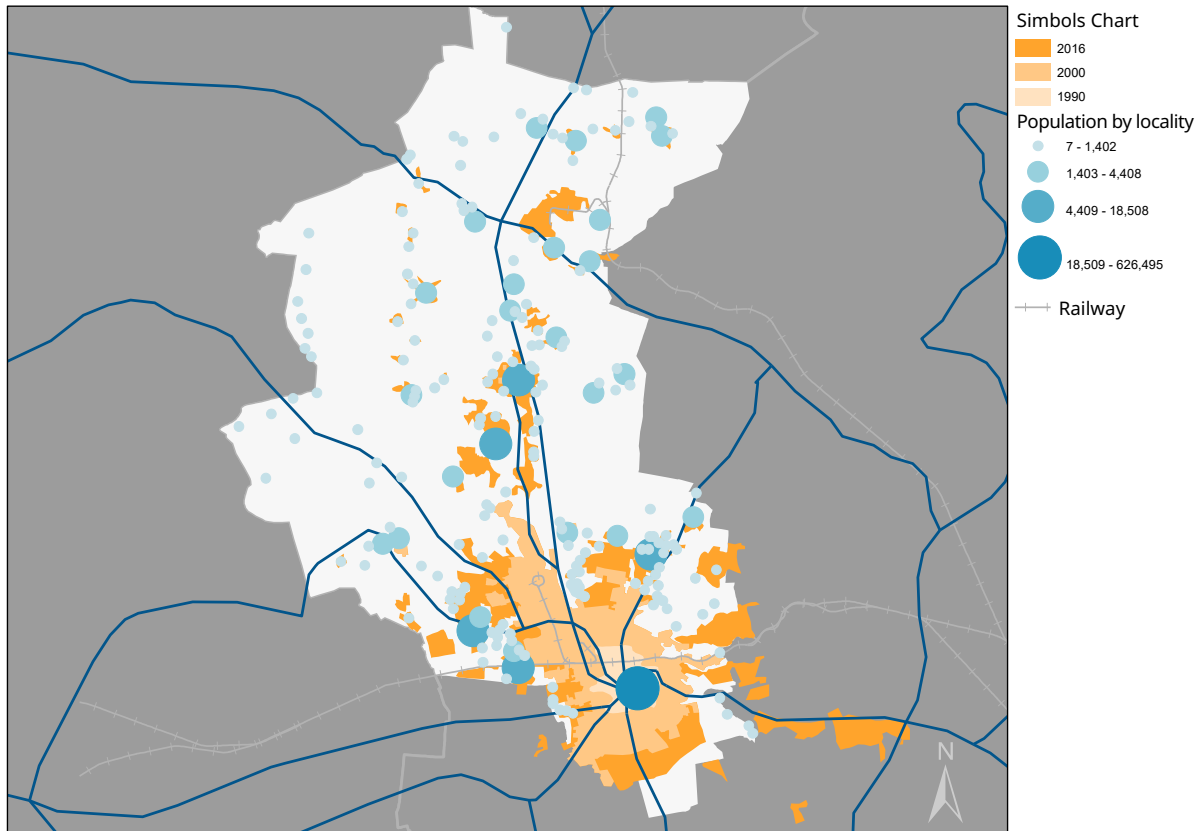 Simbols Chart
2016
2000
1990
Population by locality
7 - 1,402
1,403 - 4,408
4,409 - 18,508
18,509 - 626,495
Railway
N